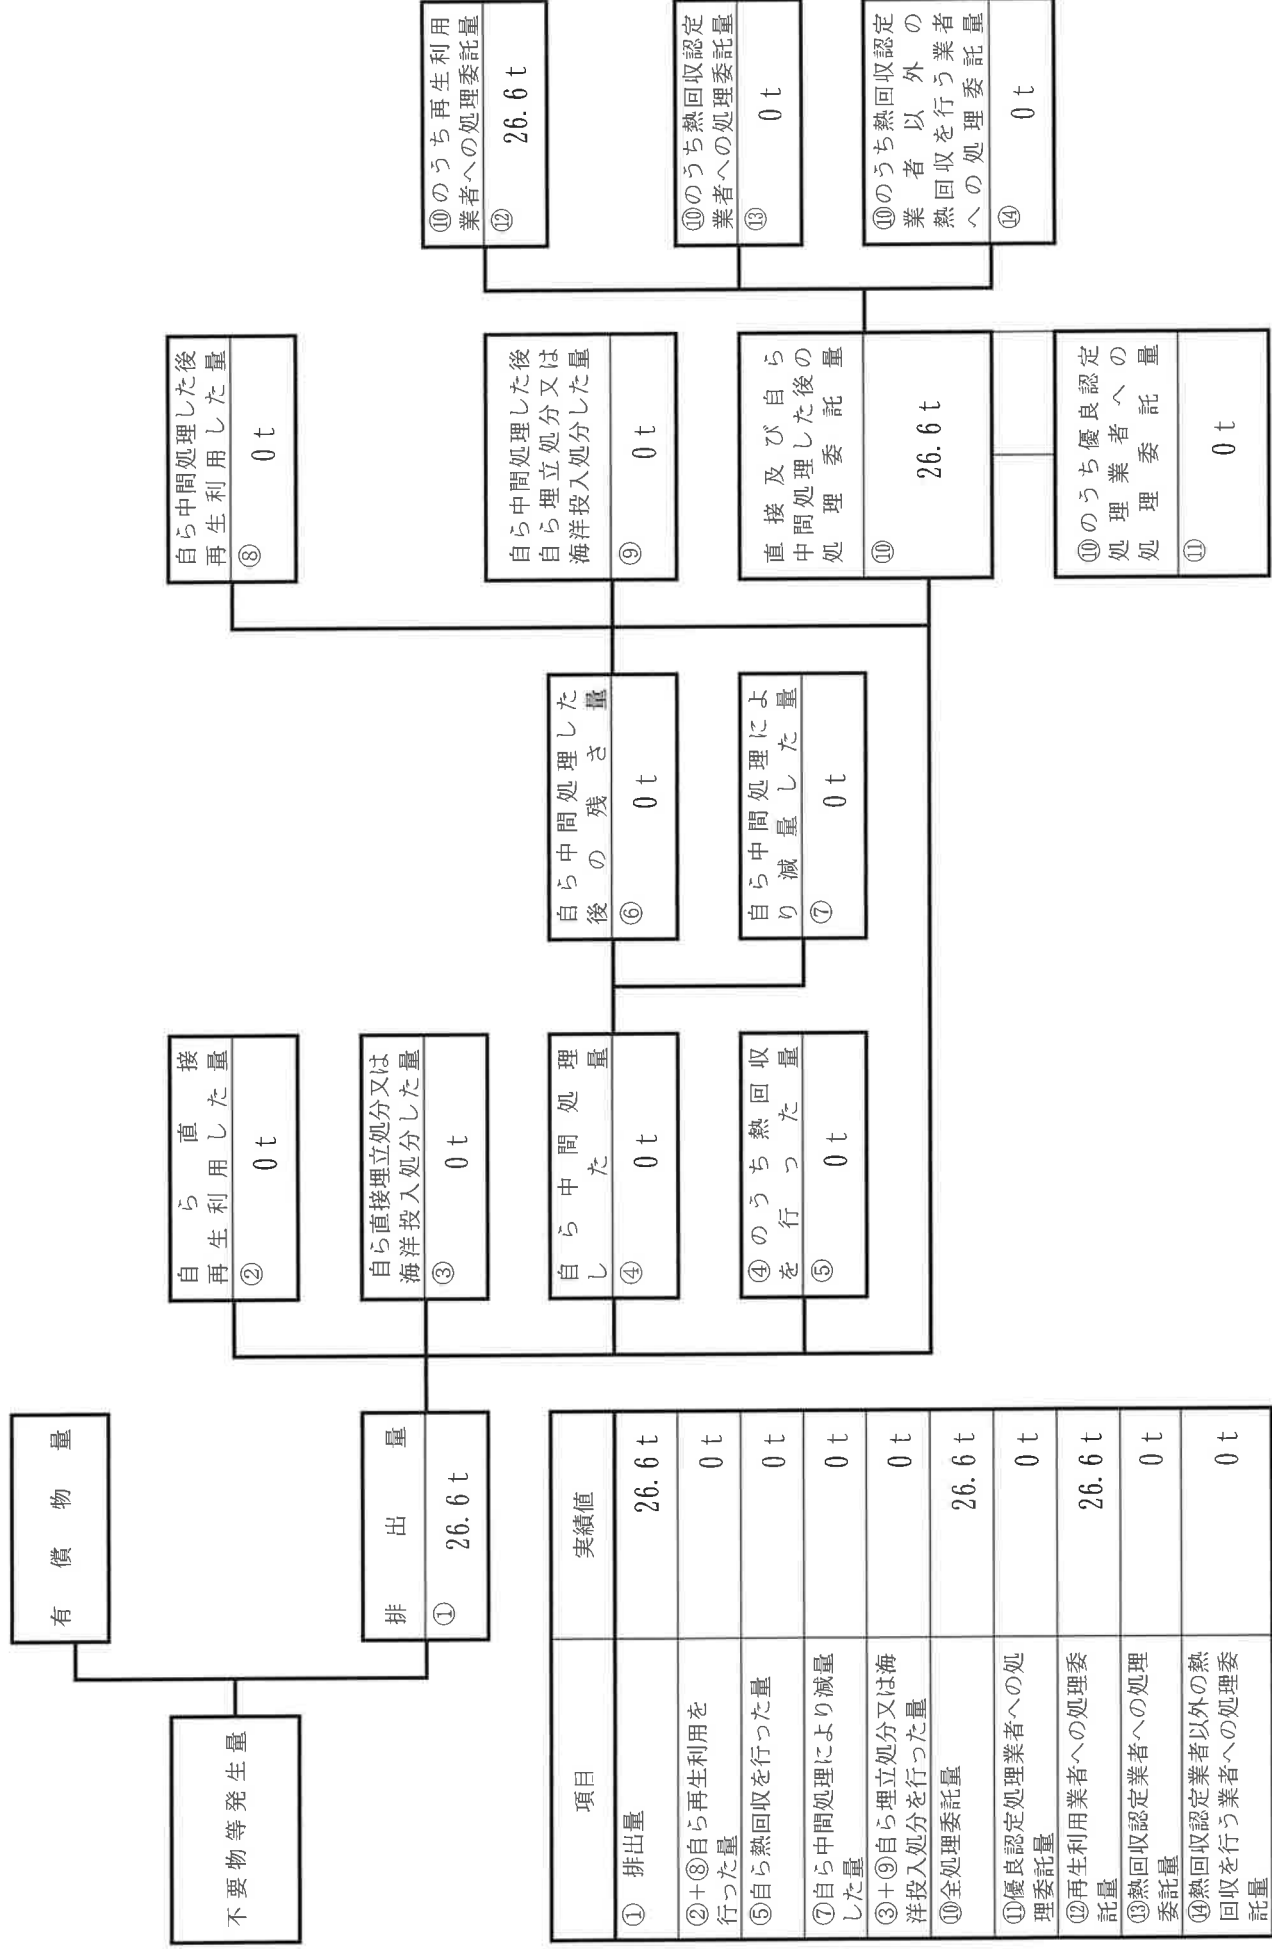 不要物等発生量
有償物量
排出量
①
26.6t
自ら直接
再生利用した量
②
0t
自ら直接埋立処分又は
海洋投入処分した量
③
0t
自ら中間処理
した量
④
0t
④のうち熱回収
を行った量
⑤
0t
自ら中間処理した
後の残さ量
⑥
0t
自ら中間処理によ
り減量した量
⑦
0t
自ら中間処理した後
再生利用した量
⑧
0t
自ら中間処理した後
自ら埋立処分又は
海洋投入処分した量
⑨
0t
直接及び自ら
中間処理した後の
処理委託量
⑩
26.6t
⑩のうち優良認定
処理業者への
処理委託量
⑪
0t
⑩のうち再生利用
業者への処理委託量
⑫
26.6t
⑩のうち熱回収認定
業者への処理委託量
⑬
0t
⑩のうち熱回収認定
業者以外の
熱回収を行う業者
への処理委託量
⑭
0t
項目 実績値
① 排出量 26.6t
②+⑧自ら再生利用を
行った量 0t
⑤自ら熱回収を行った量 0t
⑦自ら中間処理により減量
した量 0t
③+⑨自ら埋立処分又は海
洋投入処分を行った量 0t
⑩全処理委託量 26.6t
⑪優良認定処理業者への処
理委託量 0t
⑫再生利用業者への処理委
託量 26.6t
⑬熱回収認定業者への処理
委託量 0t
⑭熱回収認定業者以外の熱
回収を行う業者への処理委
託量 0t